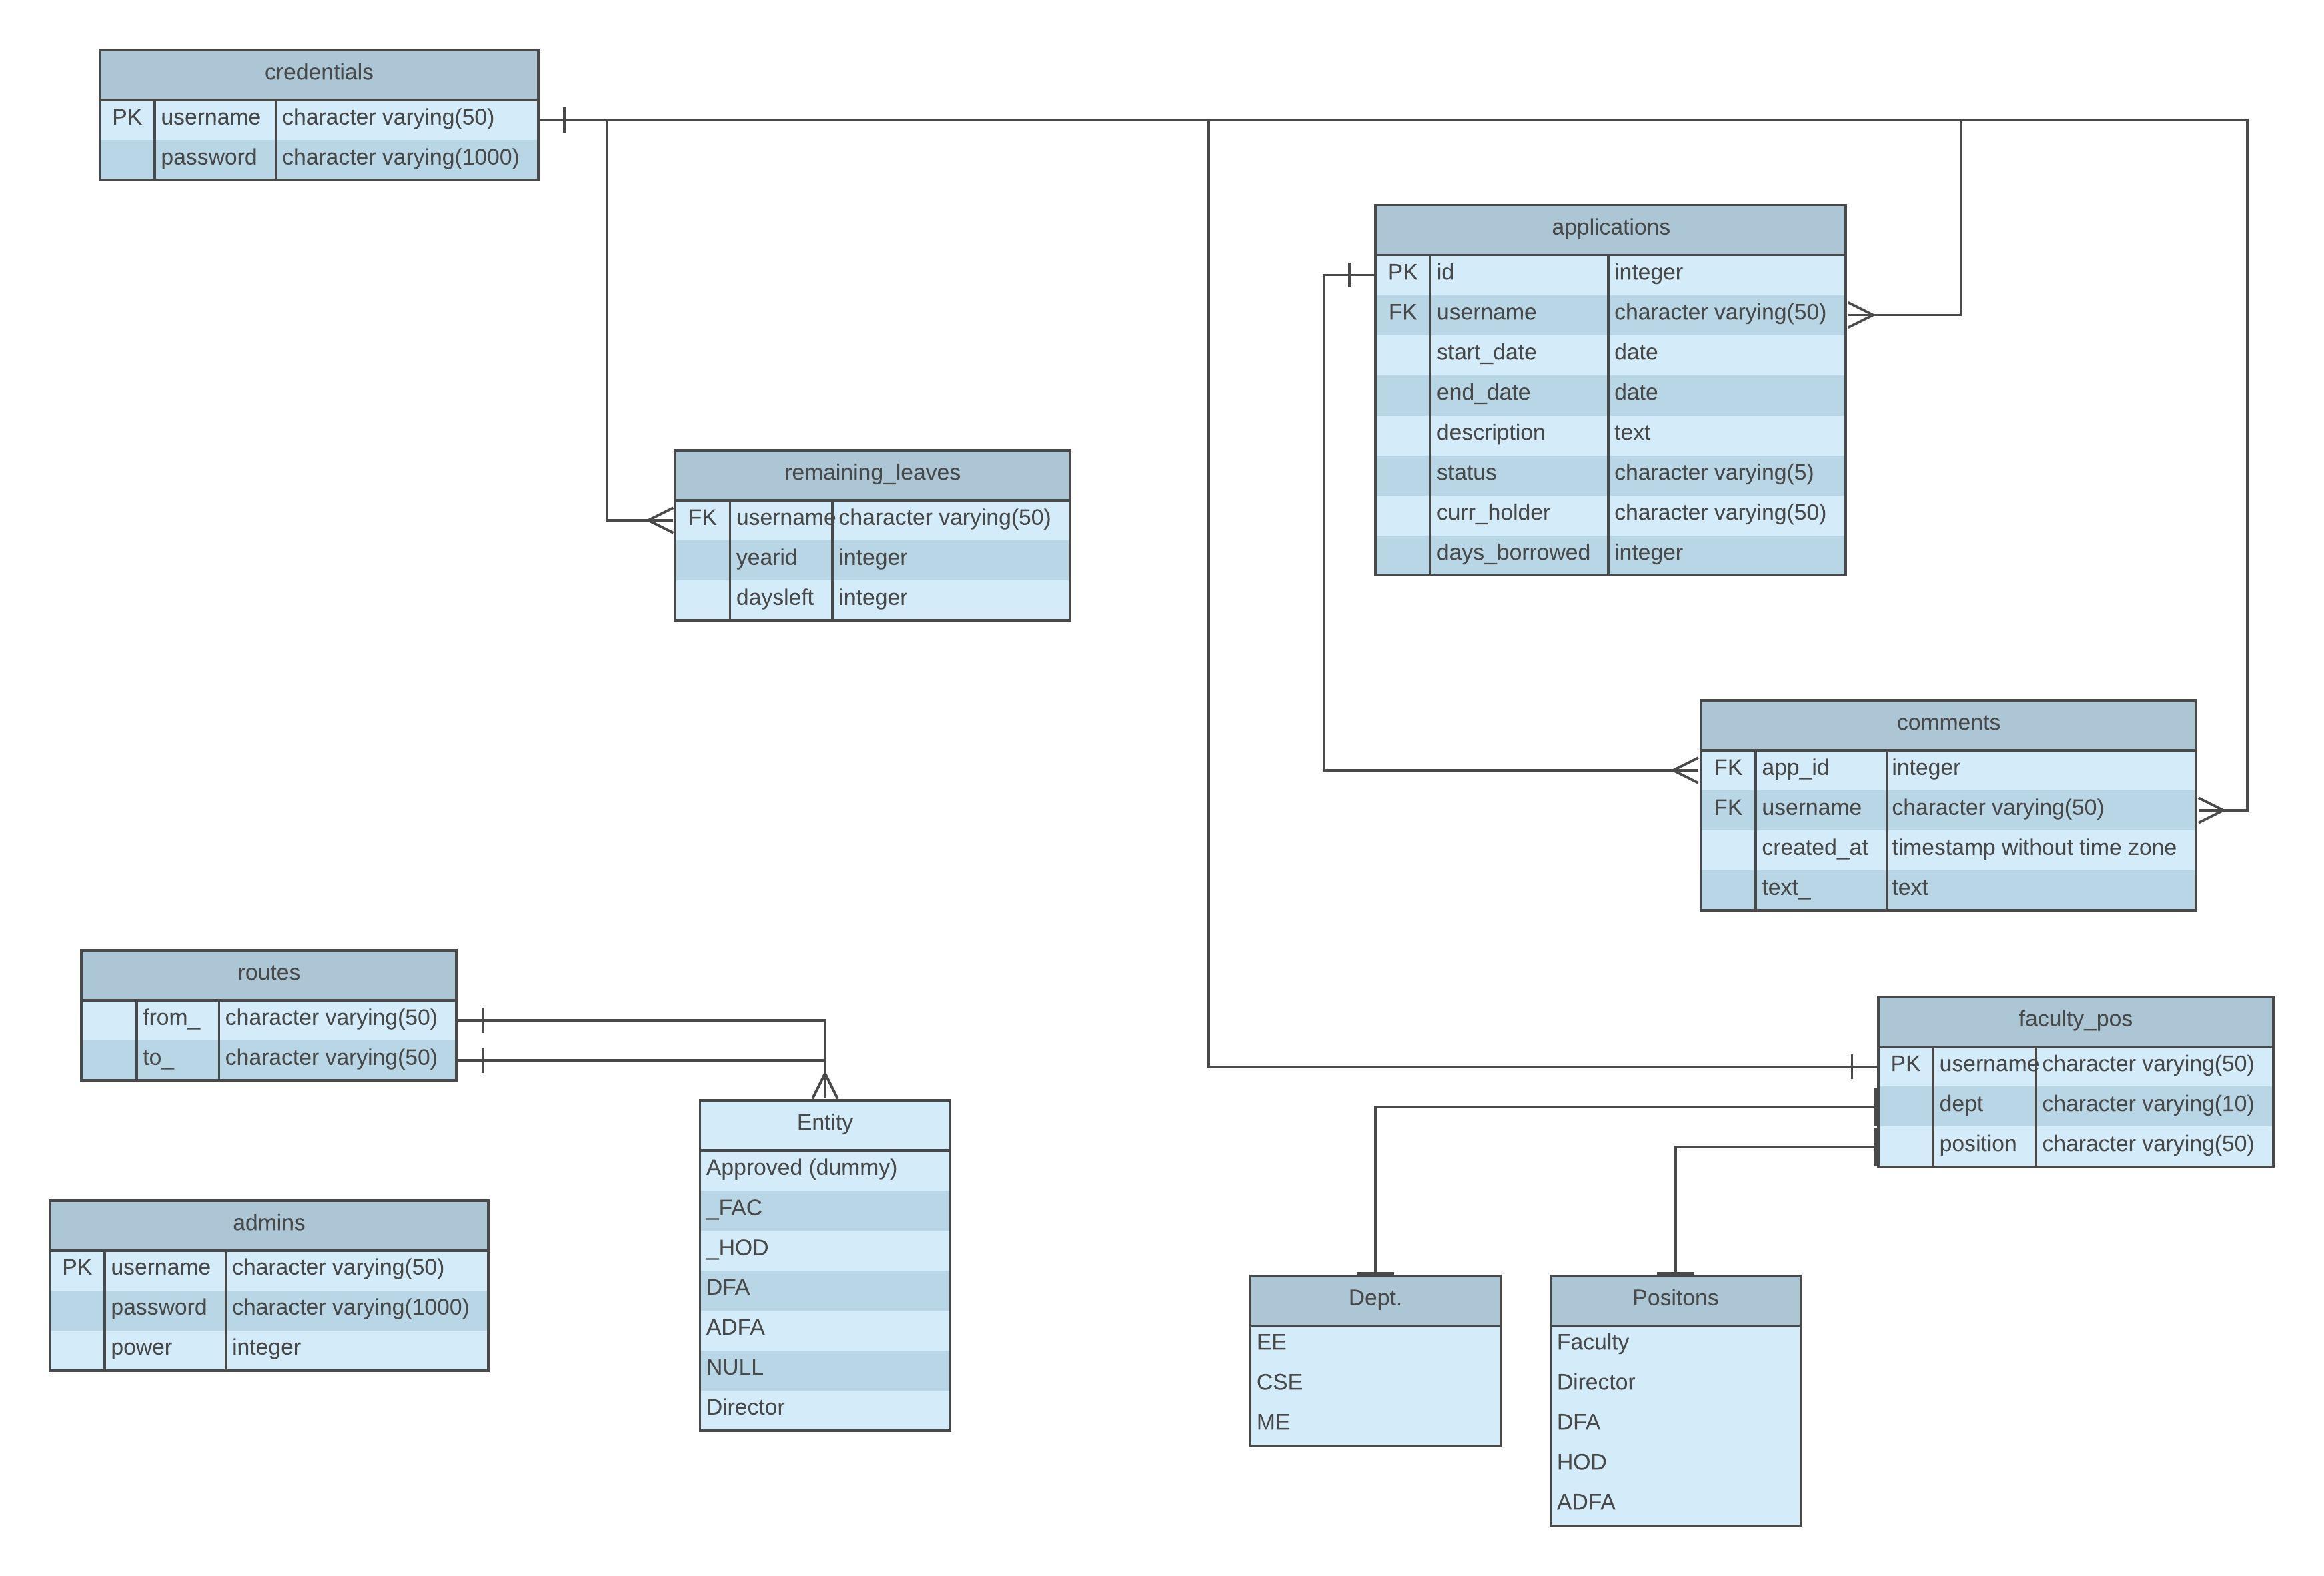 credentials
PK username character varying(50)
password character varying(1000)
applications
PK id integer
FK username character varying(50)
start_date date
end_date date
description text
status character varying(5)
curr_holder character varying(50)
days_borrowed integer
remaining_leaves
FK username character varying(50)
yearid integer
daysleft integer
comments
FK app_id integer
FK username character varying(50)
created_at timestamp without time zone
text_ text
routes
from_ character varying(50)
to_ character varying(50)
faculty_pos
PK username character varying(50)
dept character varying(10)
position character varying(50)
Entity
Approved (dummy)
_FAC
_HOD
DFA
ADFA
NULL
Director
admins
PK username character varying(50)
password character varying(1000)
power integer
Dept.
EE
CSE
ME
Positons
Faculty
Director
DFA
HOD
ADFA